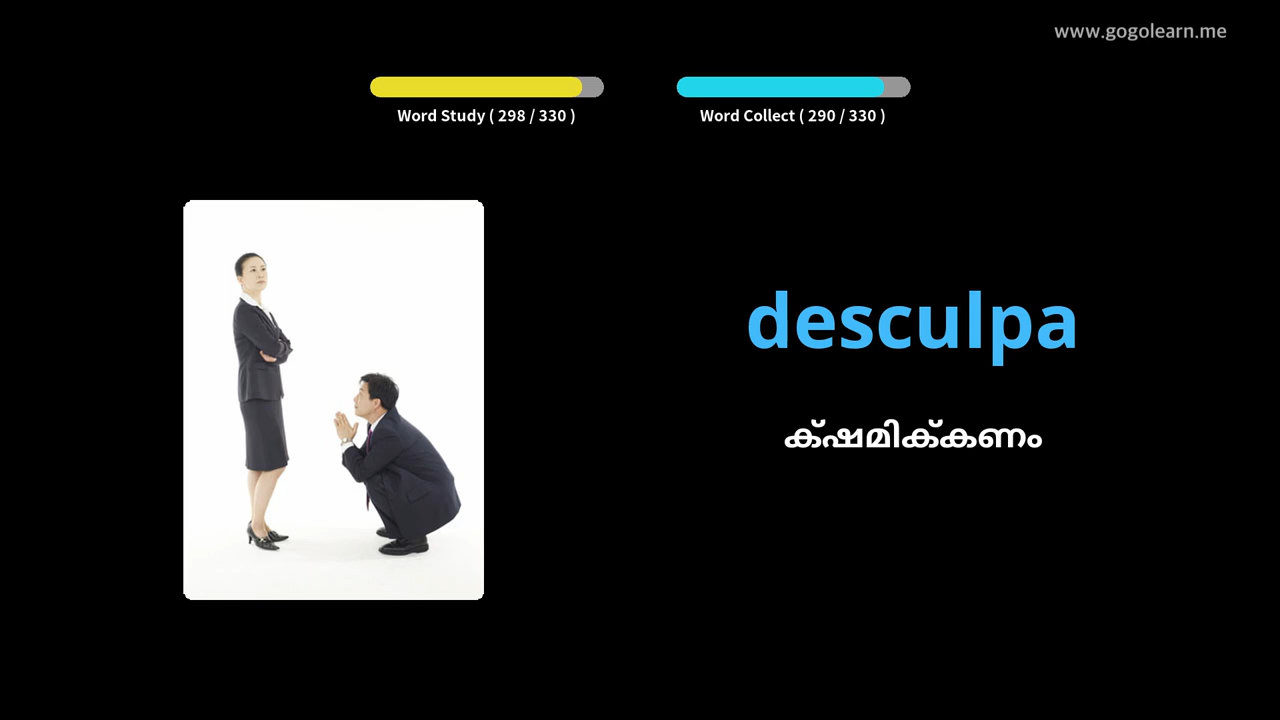 www.gogolearn.me
Word Study ( 298 / 330 )
Word Collect ( 290 / 330 )
desculpa
ക്ഷമിക്കണം